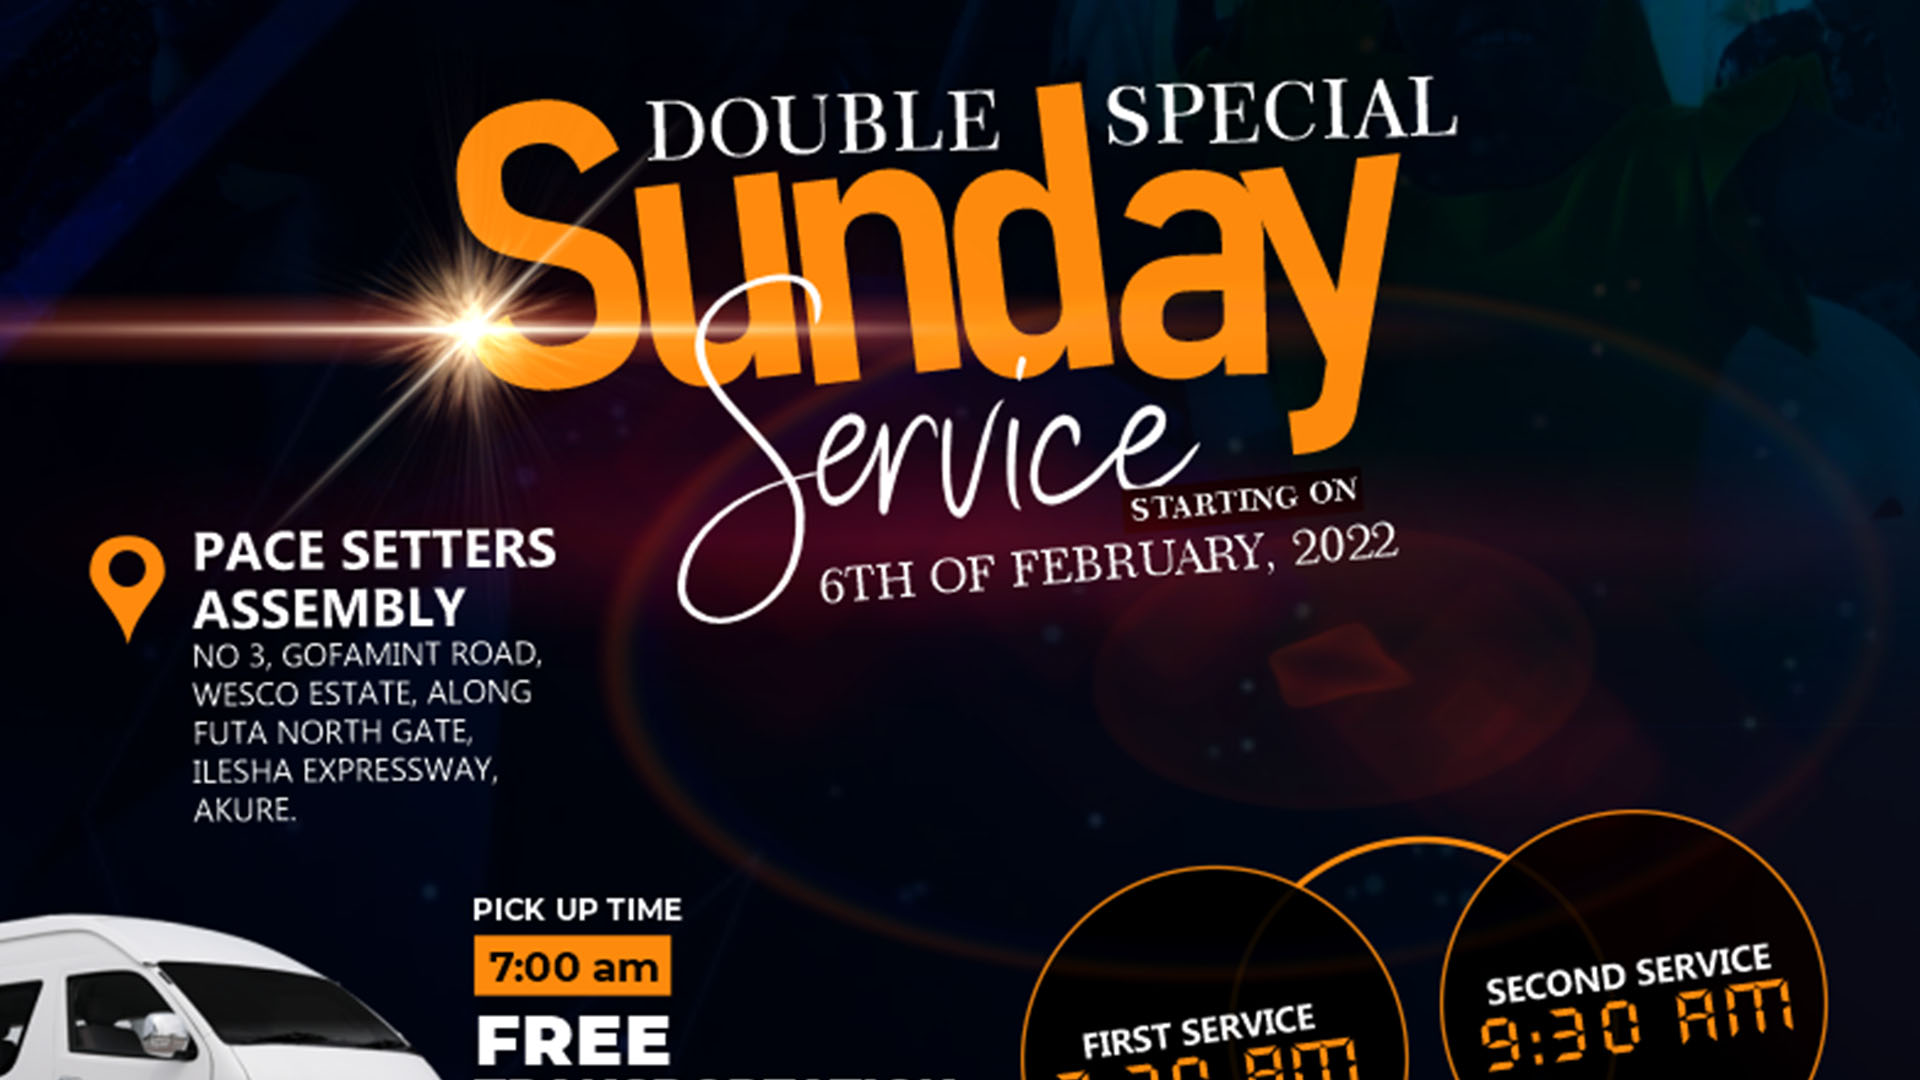 DOUBLE SPECIAL
Sunday
Service
STARTING ON
6TH OF FEBRUARY, 2022
PACE SETTERS
ASSEMBLY
NO 3, GOFAMINT ROAD,
WESCO ESTATE, ALONG
FUTA NORTH GATE,
ILESHA EXPRESSWAY,
AKURE.
PICK UP TIME
7:00 am
FREE
FIRST SERVICE
AM
SECOND SERVICE
9:30 AM